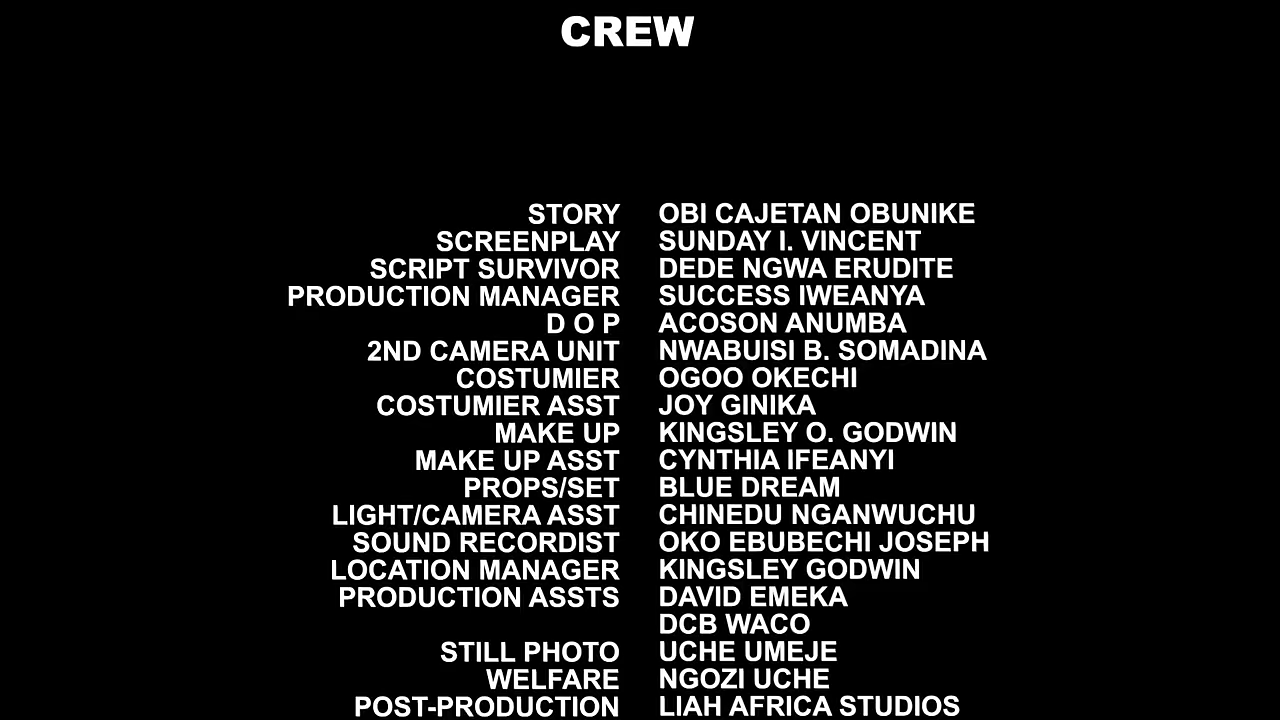 CREW
STORY OBI CAJETAN OBUNIKE
SCREENPLAY SUNDAY I. VINCENT
SCRIPT SURVIVOR DEDE NGWA ERUDITE
PRODUCTION MANAGER SUCCESS IWEANYA
D O P ACOSON ANUMBA
2ND CAMERA UNIT NWABUISI B. SOMADINA
COSTUMIER OGOO OKECHI
COSTUMIER ASST JOY GINIKA
MAKE UP KINGSLEY O. GODWIN
MAKE UP ASST CYNTHIA IFEANYI
PROPS/SET BLUE DREAM
LIGHT/CAMERA ASST CHINEDU NGANWUCHU
SOUND RECORDIST OKO EBUBECHI JOSEPH
LOCATION MANAGER KINGSLEY GODWIN
PRODUCTION ASSTS DAVID EMEKA
DCB WACO
STILL PHOTO UCHE UMEJE
WELFARE NGOZI UCHE
POST-PRODUCTION LIAH AFRICA STUDIOS